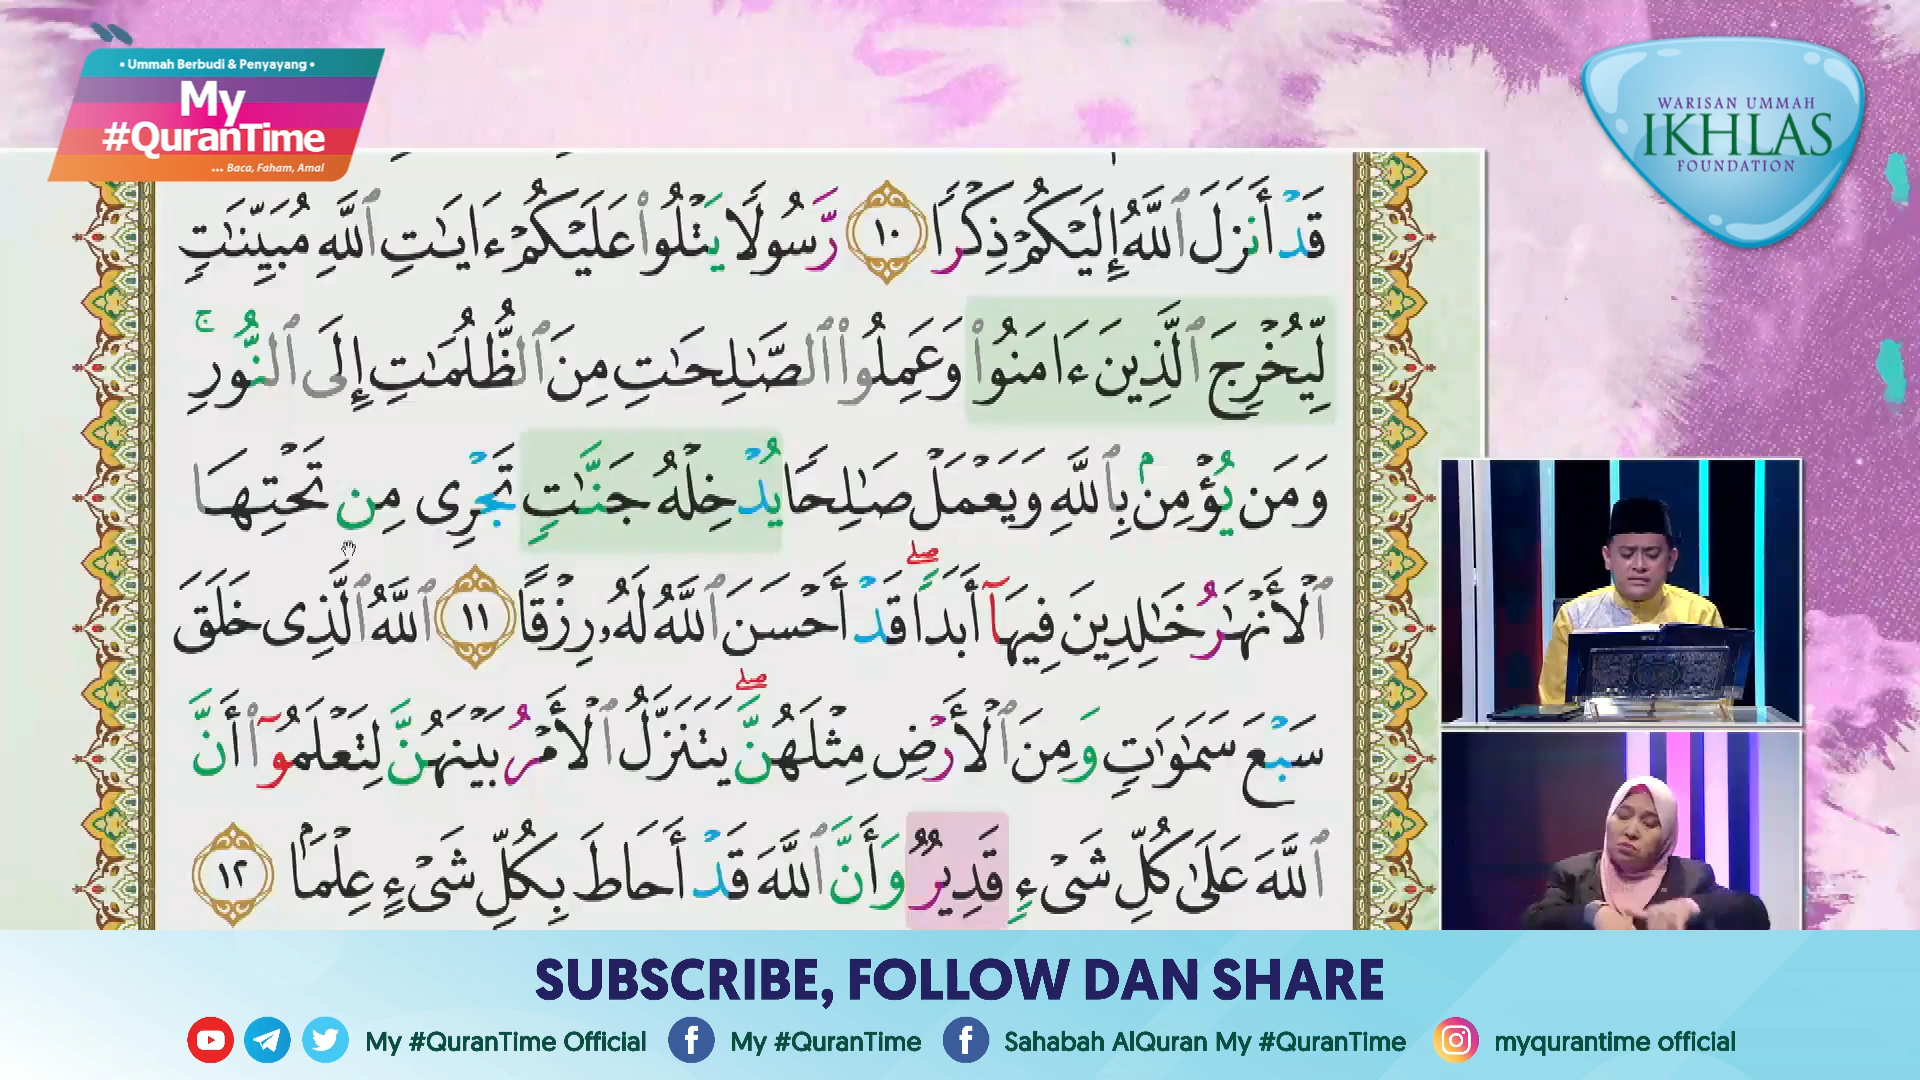 • Ummah Berbudi & Penyayang •
My
#QuranTime
... Baca, Faham, Amal
WARISAN UMMAH
IKHLAS
FOUNDATION
قَدْ أَنزَلَ ٱللَّهُ إِلَيْكُمْ ذِكْرًا ١٠ رَّسُولًا يَتْلُوا۟ عَلَيْكُمْ ءَايَـٰتِ ٱللَّهِ مُبَيِّنَـٰتٍ
لِّيُخْرِجَ ٱلَّذِينَ ءَامَنُوا۟ وَعَمِلُوا۟ ٱلصَّـٰلِحَـٰتِ مِنَ ٱلظُّلُمَـٰتِ إِلَى ٱلنُّورِ ۚ
وَمَن يُؤْمِنۢ بِٱللَّهِ وَيَعْمَلْ صَـٰلِحًا يُدْخِلْهُ جَنَّـٰتٍ تَجْرِى مِن تَحْتِهَا
ٱلْأَنْهَـٰرُ خَـٰلِدِينَ فِيهَآ أَبَدًا ۖ قَدْ أَحْسَنَ ٱللَّهُ لَهُۥ رِزْقًا ١١ ٱللَّهُ ٱلَّذِى خَلَقَ
سَبْعَ سَمَـٰوَٰتٍ وَمِنَ ٱلْأَرْضِ مِثْلَهُنَّ ۖ يَتَنَزَّلُ ٱلْأَمْرُ بَيْنَهُنَّ لِتَعْلَمُوٓا۟ أَنَّ
ٱللَّهَ عَلَىٰ كُلِّ شَىْءٍ قَدِيرٌ وَأَنَّ ٱللَّهَ قَدْ أَحَاطَ بِكُلِّ شَىْءٍ عِلْمًۢا ١٢
SUBSCRIBE, FOLLOW DAN SHARE
My #QuranTime Official My #QuranTime Sahabah AlQuran My #QuranTime myqurantime official